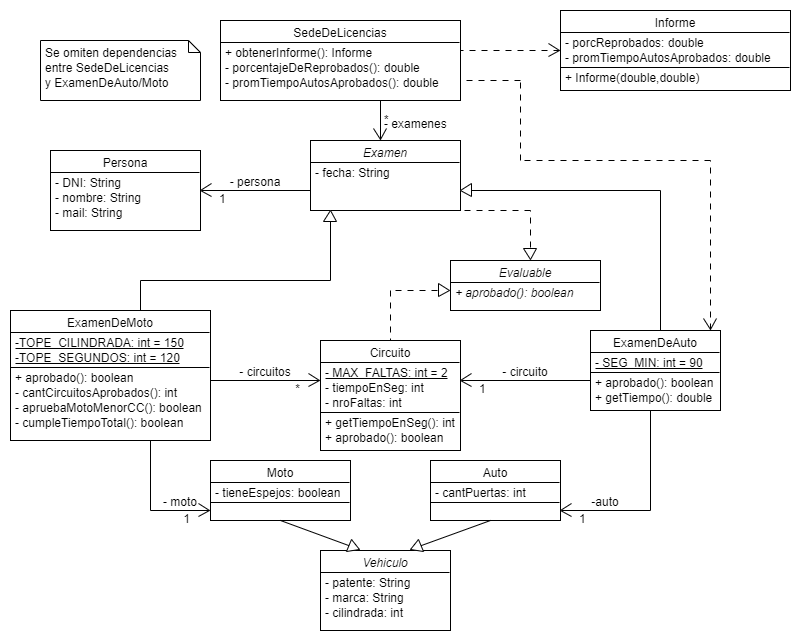 SedeDeLicencias
+ obtenerInforme(): Informe
- porcentajeDeReprobados(): double
- promTiempoAutosAprobados(): double
Informe
- porcReprobados: double
- promTiempoAutosAprobados: double
+ Informe(double,double)
Se omiten dependencias
entre SedeDeLicencias
y ExamenDeAuto/Moto
*
- examenes
Examen
- fecha: String
Persona
- DNI: String
- nombre: String
- mail: String
- persona
1
Evaluable
+ aprobado(): boolean
ExamenDeMoto
-TOPE_CILINDRADA: int = 150
-TOPE_SEGUNDOS: int = 120
+ aprobado(): boolean
- cantCircuitosAprobados(): int
- apruebaMotoMenorCC(): boolean
- cumpleTiempoTotal(): boolean
- circuitos
*
Circuito
- MAX_FALTAS: int = 2
- tiempoEnSeg: int
- nroFaltas: int
+ getTiempoEnSeg(): int
+ aprobado(): boolean
- circuito
1
ExamenDeAuto
- SEG_MIN: int = 90
+ aprobado(): boolean
+ getTiempo(): double
- moto
1
Moto
- tieneEspejos: boolean
Auto
- cantPuertas: int
-auto
1
Vehiculo
- patente: String
- marca: String
- cilindrada: int